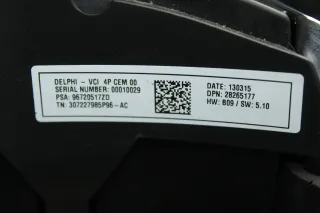 DELPHI - VCI 4P CEM 00
SERIAL NUMBER: 00010029
PSA: 96720517ZD
TN: 307227985P96-AC
DATE: 130315
DPN: 28265177
HW: B09 / SW: 5.10